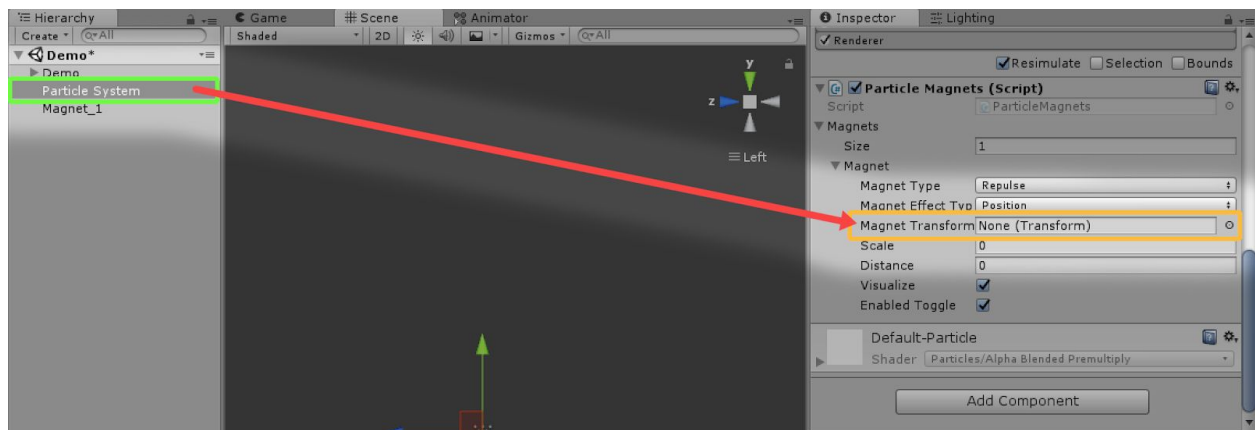 Hierarchy
Create All
Demo*
Demo
Particle System
Magnet_1
Game Scene Animator
Shaded 2D Gizmos All
y
z
Left
Inspector Lighting
Renderer
Resimulate Selection Bounds
Particle Magnets (Script)
Script ParticleMagnets
Magnets
Size 1
Magnet
Magnet Type Repulse
Magnet Effect Typ Position
Magnet Transform None (Transform)
Scale 0
Distance 0
Visualize
Enabled Toggle
Default-Particle
Shader Particles/Alpha Blended Premultiply
Add Component